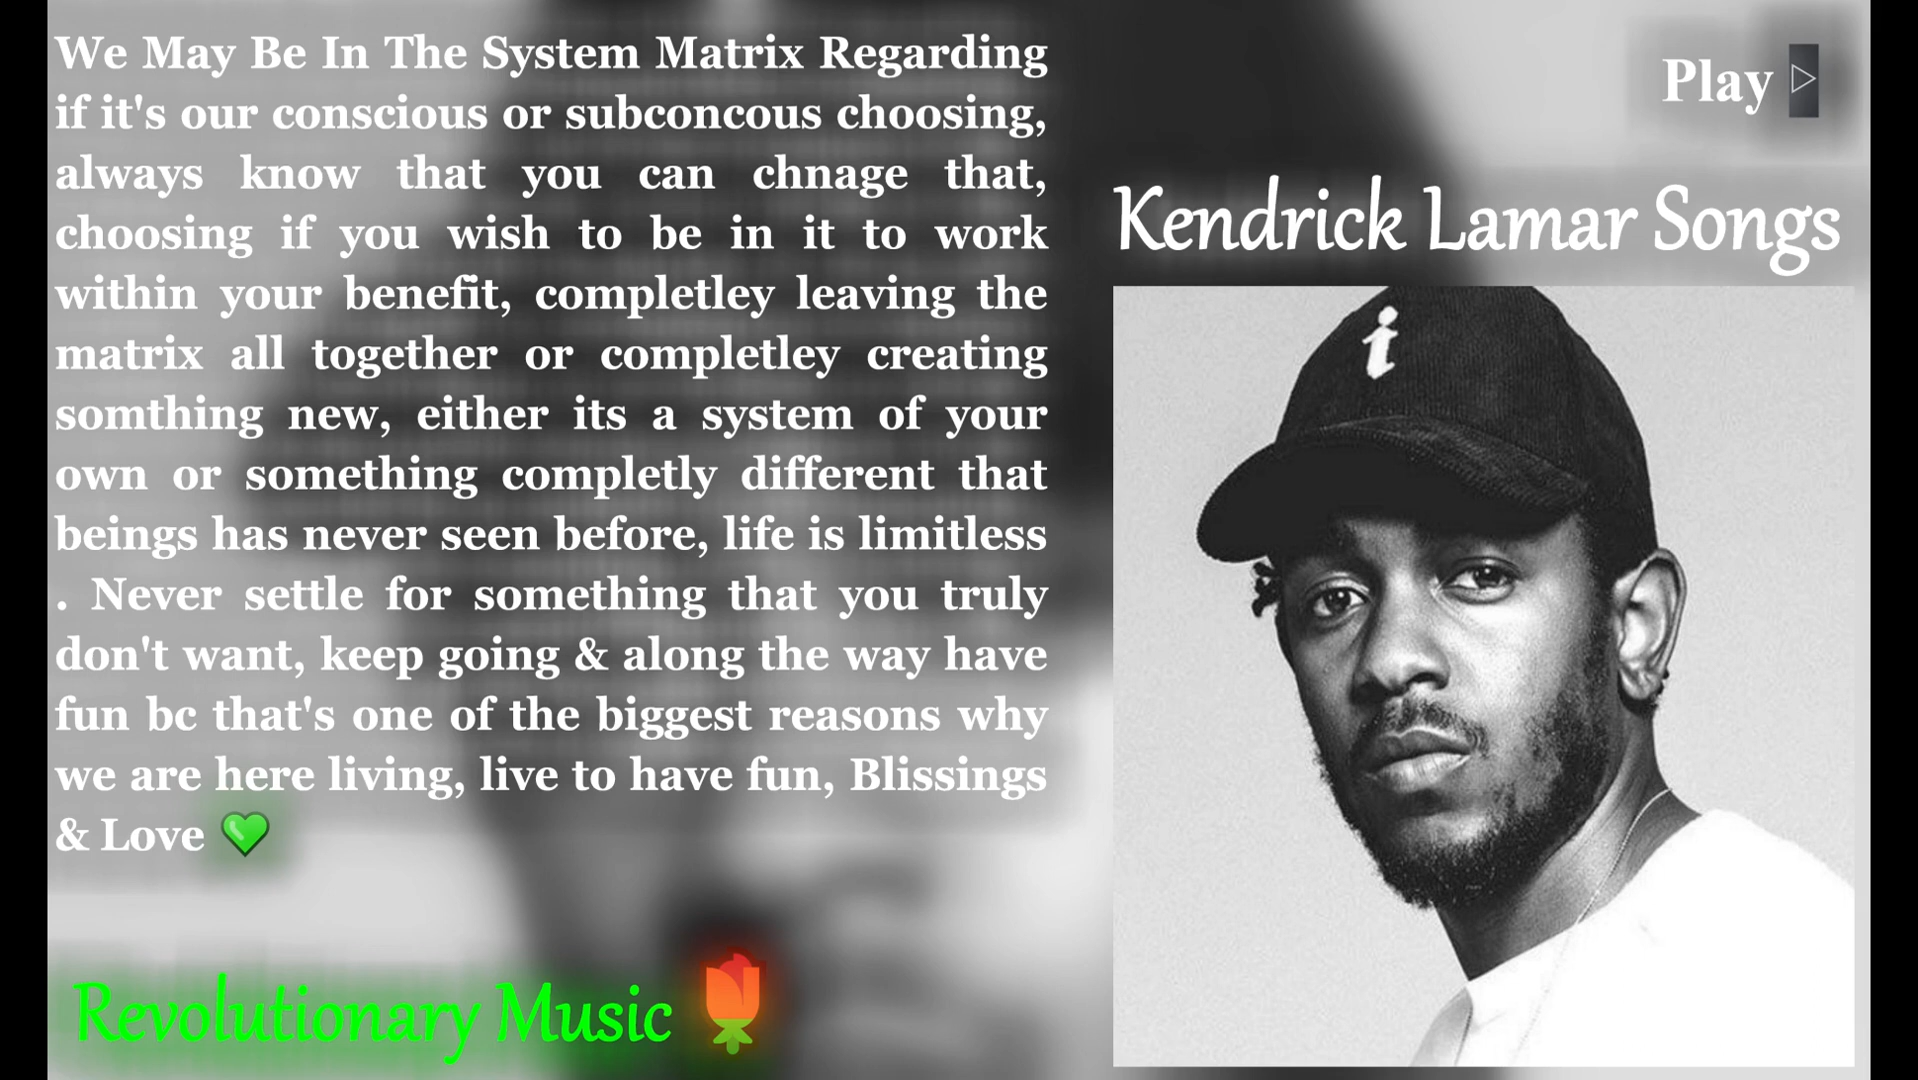 We May Be In The System Matrix Regarding
if it's our conscious or subconcous choosing,
always know that you can chnage that,
choosing if you wish to be in it to work
within your benefit, completley leaving the
matrix all together or completley creating
somthing new, either its a system of your
own or something completly different that
beings has never seen before, life is limitless
. Never settle for something that you truly
don't want, keep going & along the way have
fun bc that's one of the biggest reasons why
we are here living, live to have fun, Blissings
& Love 💚
Revolutionary Music 🌹
Play ▷
Kendrick Lamar Songs
i